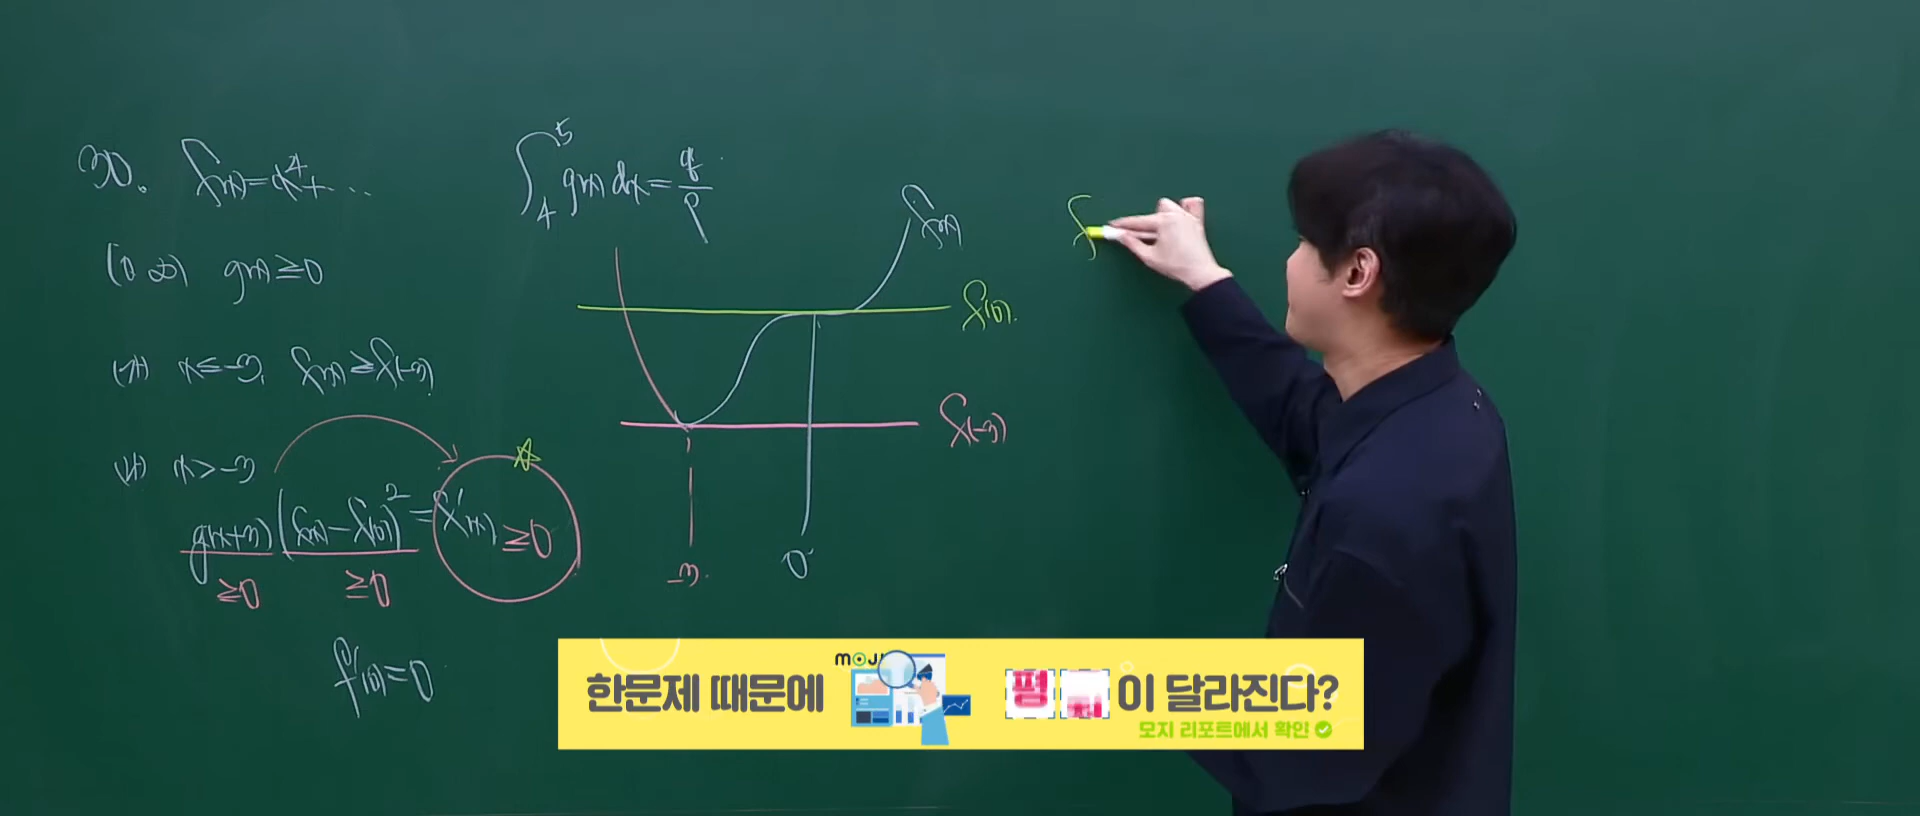 30. f(x)=x⁴+...
∫₄⁵ g(x)dx=q/p
(0 ∞) g(x)≥0
(가) x≤-3, f(x)≥f(-3)
(나) x>-3
g(x+3)(f(x)-f(0))²=f'(x) ≥0
≥0 ≥0
f'(0)=0
f(x)
f(0).
f(-3)
-3.
0
f
한문제 때문에
이 달라진다?
모지 리포트에서 확인